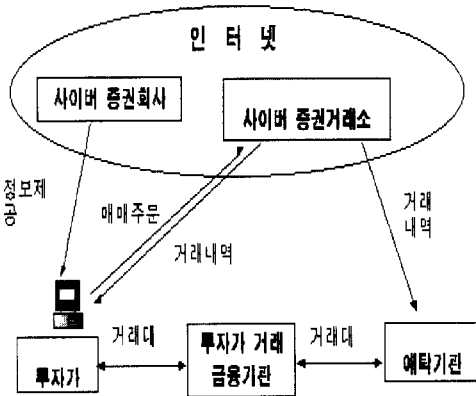 인 터 넷
사이버 증권회사
사이버 증권거래소
정보제
공
매매주문
거래내역
거래
내역
거래대
거래대
투자가
투자가 거래
금융기관
예탁기관